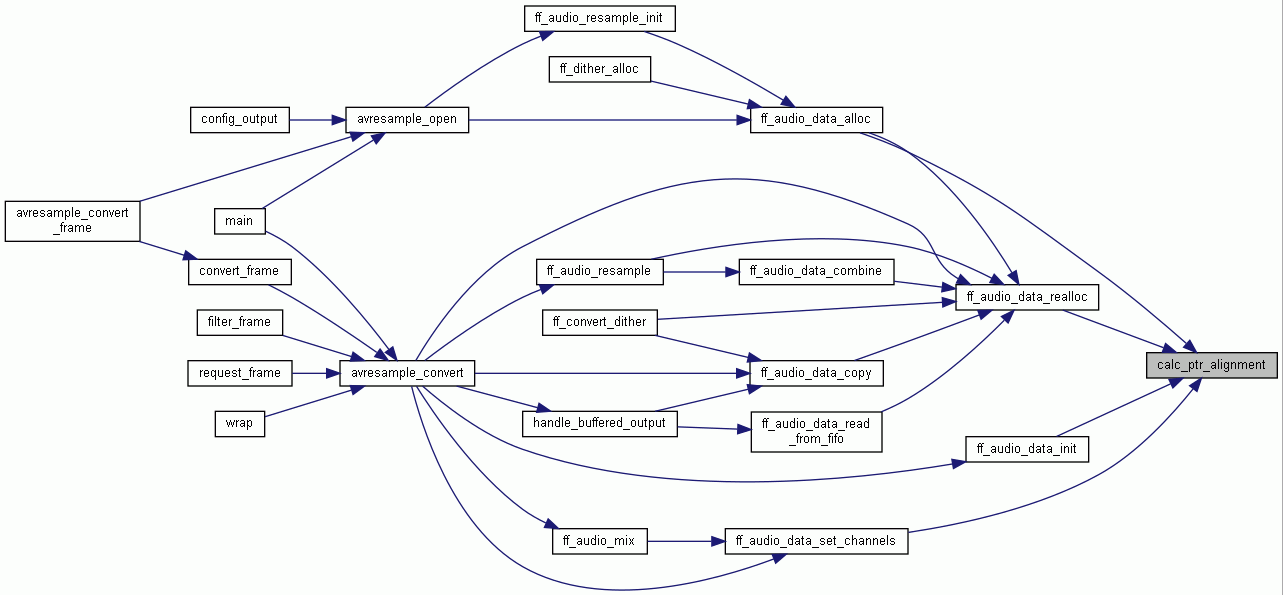 ff_audio_resample_init
ff_dither_alloc
config_output
avresample_open
ff_audio_data_alloc
avresample_convert
_frame
main
convert_frame
ff_audio_resample
ff_audio_data_combine
ff_audio_data_realloc
filter_frame
ff_convert_dither
request_frame
avresample_convert
ff_audio_data_copy
calc_ptr_alignment
wrap
handle_buffered_output
ff_audio_data_read
_from_fifo
ff_audio_data_init
ff_audio_mix
ff_audio_data_set_channels